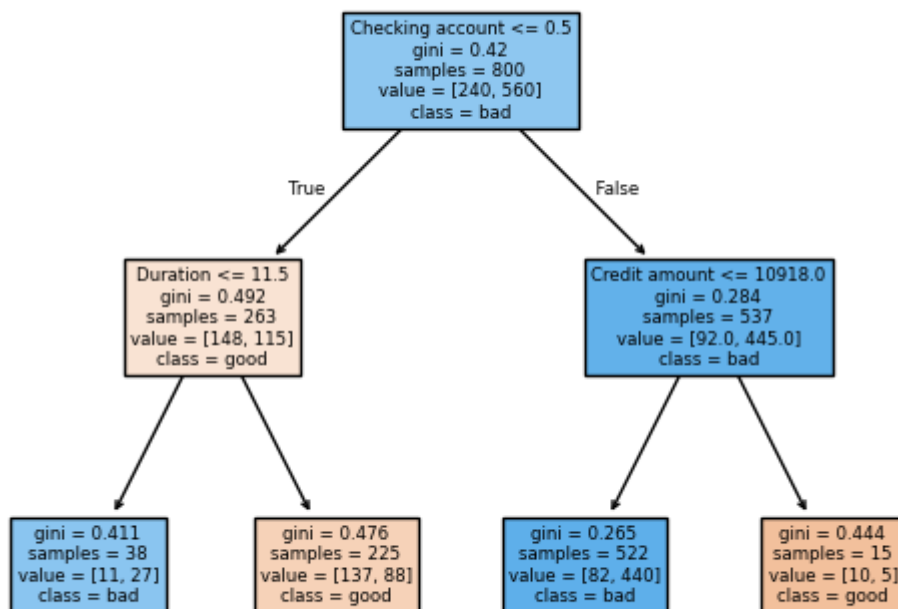 Checking account <= 0.5
gini = 0.42
samples = 800
value = [240, 560]
class = bad
True
False
Duration <= 11.5
gini = 0.492
samples = 263
value = [148, 115]
class = good
Credit amount <= 10918.0
gini = 0.284
samples = 537
value = [92.0, 445.0]
class = bad
gini = 0.411
samples = 38
value = [11, 27]
class = bad
gini = 0.476
samples = 225
value = [137, 88]
class = good
gini = 0.265
samples = 522
value = [82, 440]
class = bad
gini = 0.444
samples = 15
value = [10, 5]
class = good